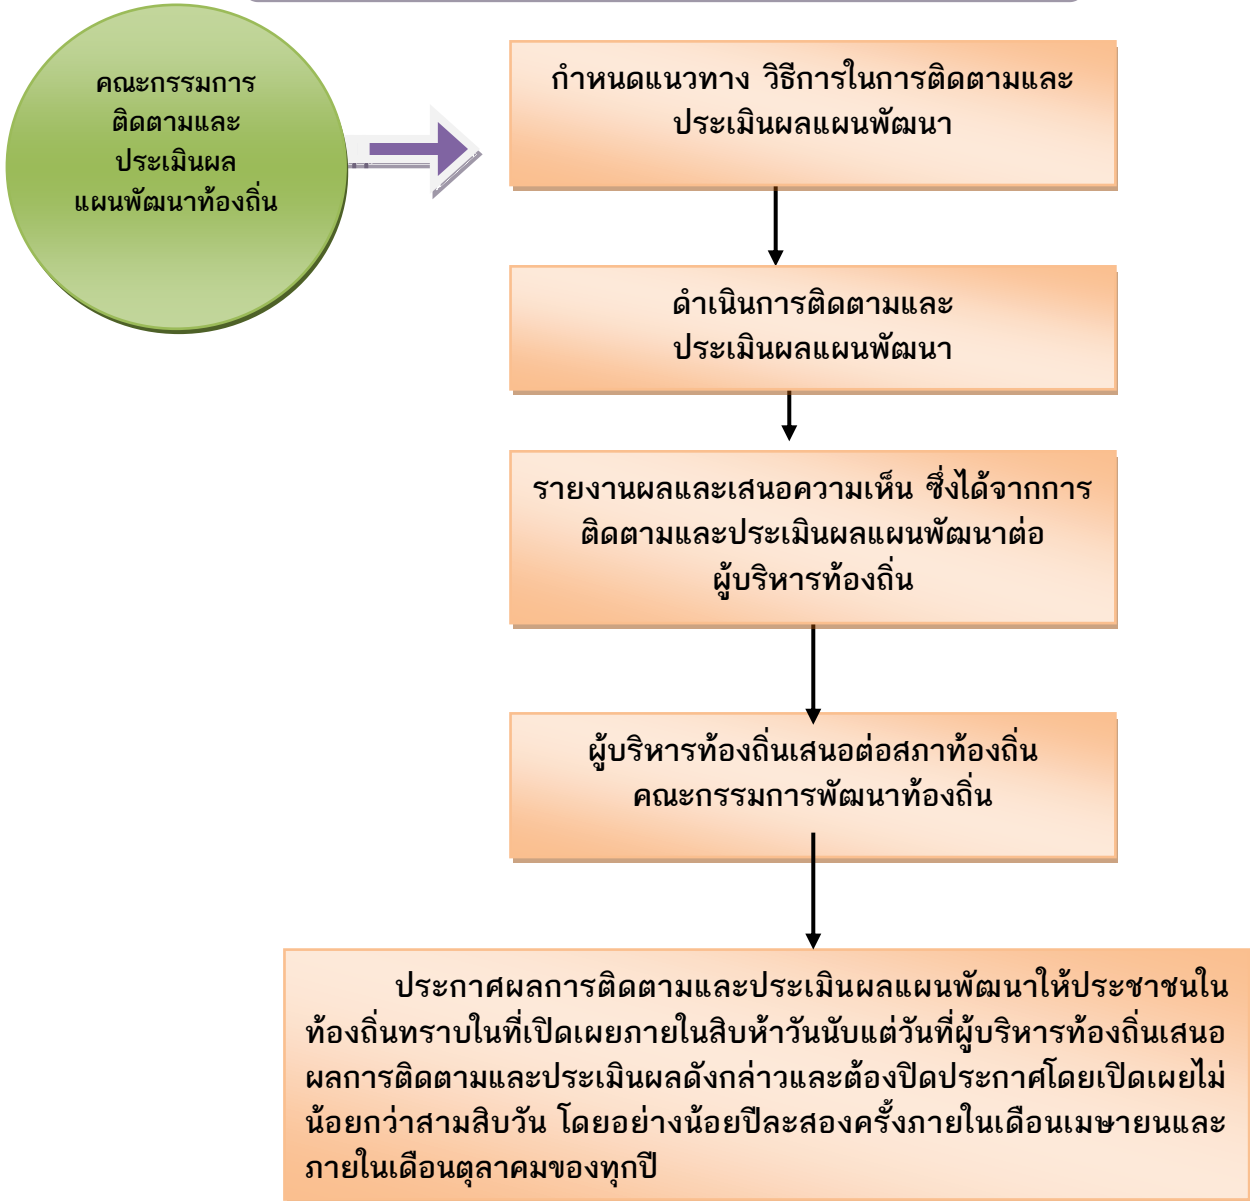 คณะกรรมการ
ติดตามและ
ประเมินผล
แผนพัฒนาท้องถิ่น
กำหนดแนวทาง วิธีการในการติดตามและ
ประเมินผลแผนพัฒนา
ดำเนินการติดตามและ
ประเมินผลแผนพัฒนา
รายงานผลและเสนอความเห็น ซึ่งได้จากการ
ติดตามและประเมินผลแผนพัฒนาต่อ
ผู้บริหารท้องถิ่น
ผู้บริหารท้องถิ่นเสนอต่อสภาท้องถิ่น
คณะกรรมการพัฒนาท้องถิ่น
ประกาศผลการติดตามและประเมินผลแผนพัฒนาให้ประชาชนใน
ท้องถิ่นทราบในที่เปิดเผยภายในสิบห้าวันนับแต่วันที่ผู้บริหารท้องถิ่นเสนอ
ผลการติดตามและประเมินผลดังกล่าวและต้องปิดประกาศโดยเปิดเผยไม่
น้อยกว่าสามสิบวัน โดยอย่างน้อยปีละสองครั้งภายในเดือนเมษายนและ
ภายในเดือนตุลาคมของทุกปี